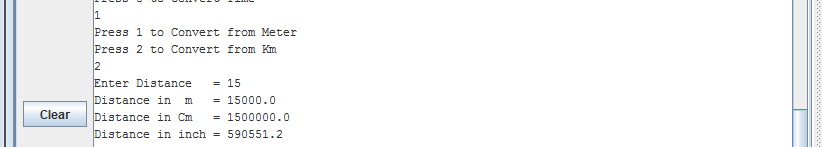 1
Press 1 to Convert from Meter
Press 2 to Convert from Km
2
Enter Distance   = 15
Distance in  m   = 15000.0
Clear
Distance in Cm   = 1500000.0
Distance in inch = 590551.2